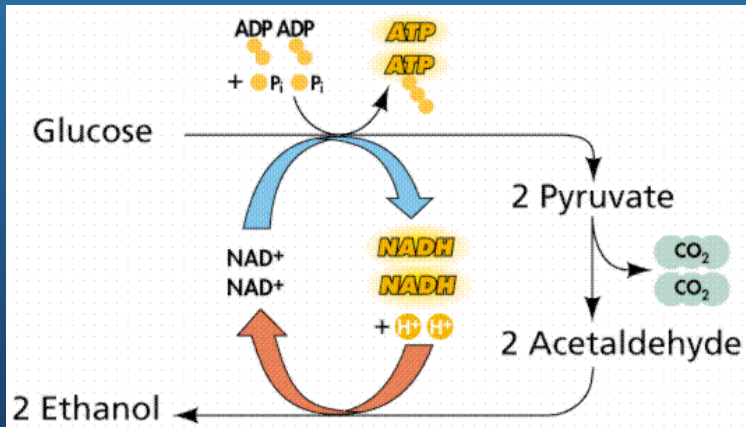 ADP ADP
+ Pi Pi
ATP
ATP
Glucose
2 Pyruvate
NAD+
NAD+
NADH
NADH
+ H+ H+
CO₂
CO₂
2 Acetaldehyde
2 Ethanol